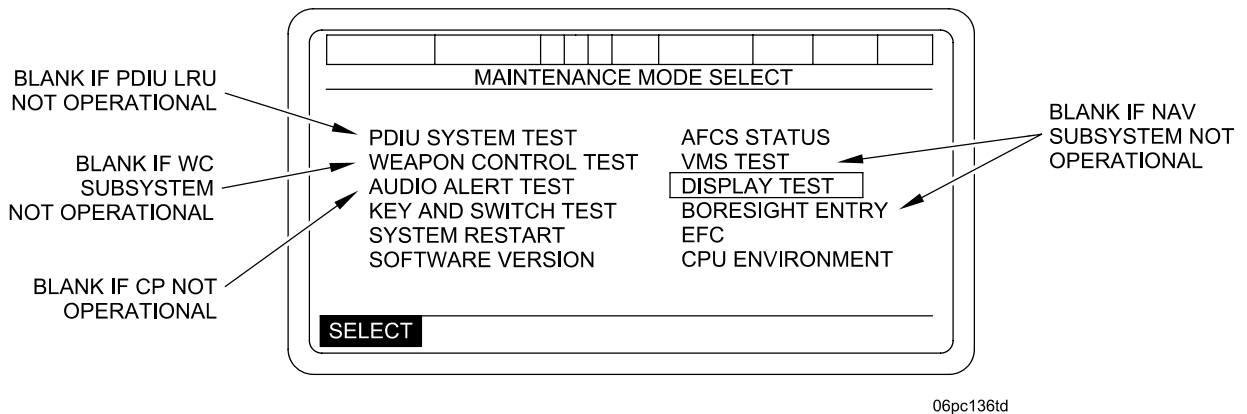 MAINTENANCE MODE SELECT
BLANK IF PDIU LRU
NOT OPERATIONAL
BLANK IF WC
SUBSYSTEM
NOT OPERATIONAL
BLANK IF CP NOT
OPERATIONAL
PDIU SYSTEM TEST
WEAPON CONTROL TEST
AUDIO ALERT TEST
KEY AND SWITCH TEST
SYSTEM RESTART
SOFTWARE VERSION
AFCS STATUS
VMS TEST
DISPLAY TEST
BORESIGHT ENTRY
EFC
CPU ENVIRONMENT
BLANK IF NAV
SUBSYSTEM NOT
OPERATIONAL
SELECT
06pc136td